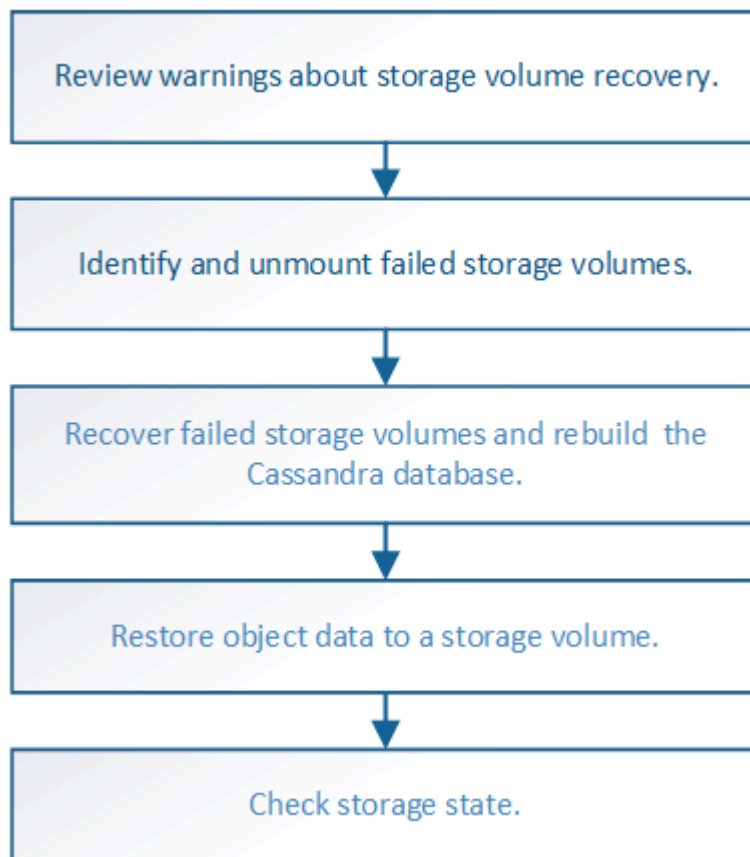 Review warnings about storage volume recovery.
Identify and unmount failed storage volumes.
Recover failed storage volumes and rebuild the
Cassandra database.
Restore object data to a storage volume.
Check storage state.